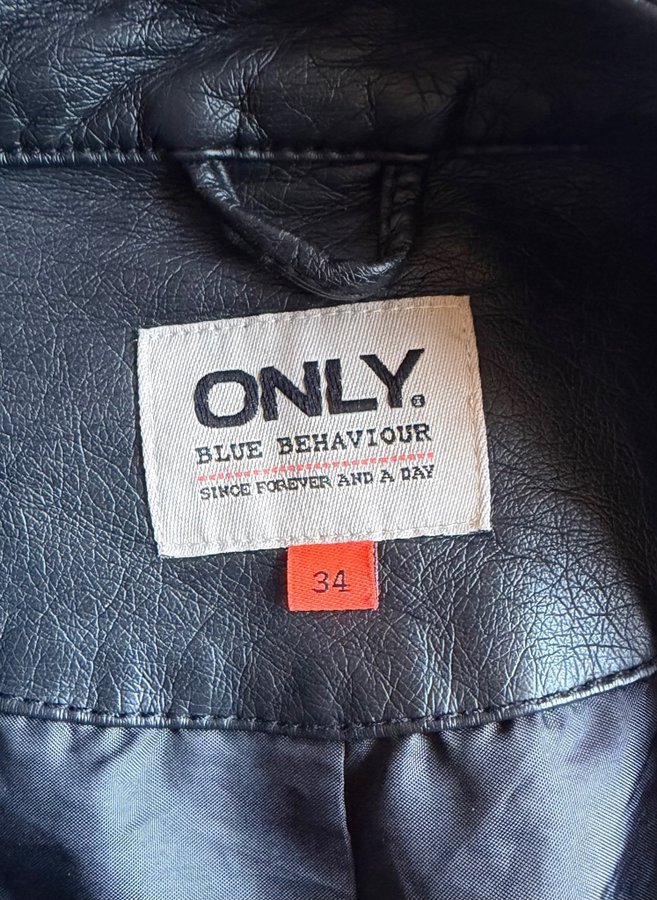 ONLY®
BLUE BEHAVIOUR
SINCE FOREVER AND A DAY
34